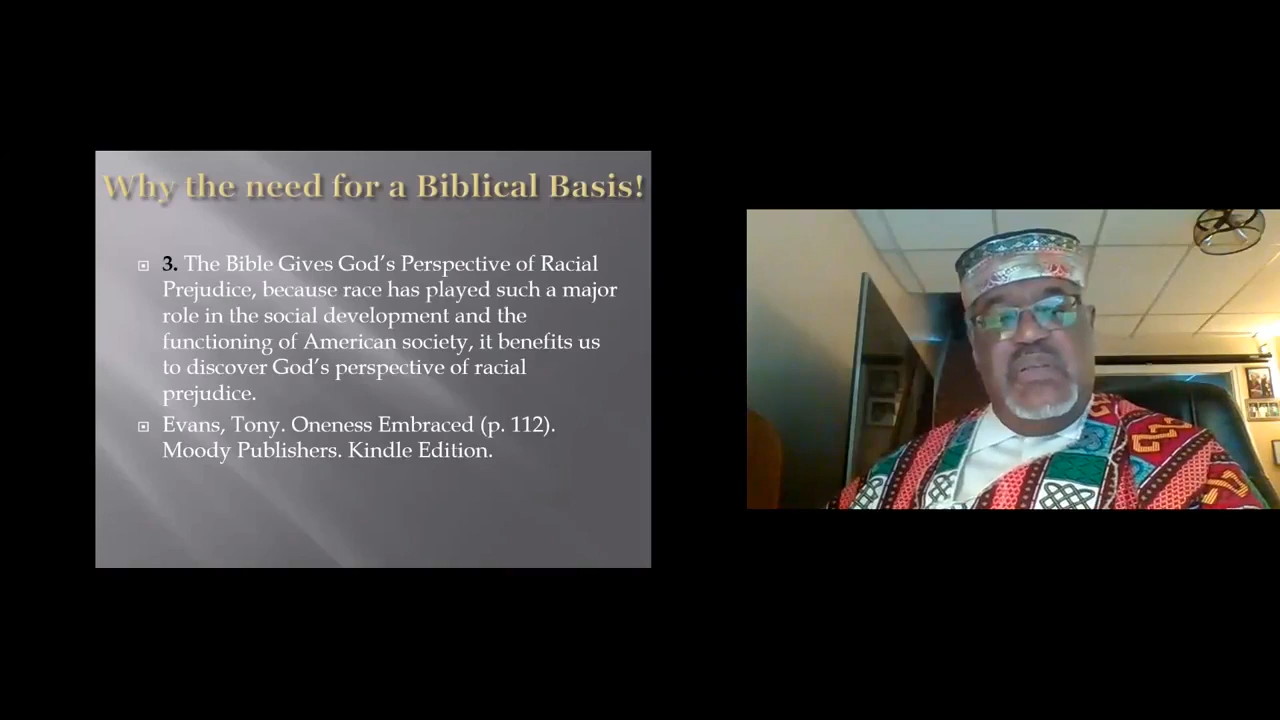 Why the need for a Biblical Basis!
3. The Bible Gives God's Perspective of Racial
Prejudice, because race has played such a major
role in the social development and the
functioning of American society, it benefits us
to discover God's perspective of racial
prejudice.
Evans, Tony. Oneness Embraced (p. 112).
Moody Publishers. Kindle Edition.